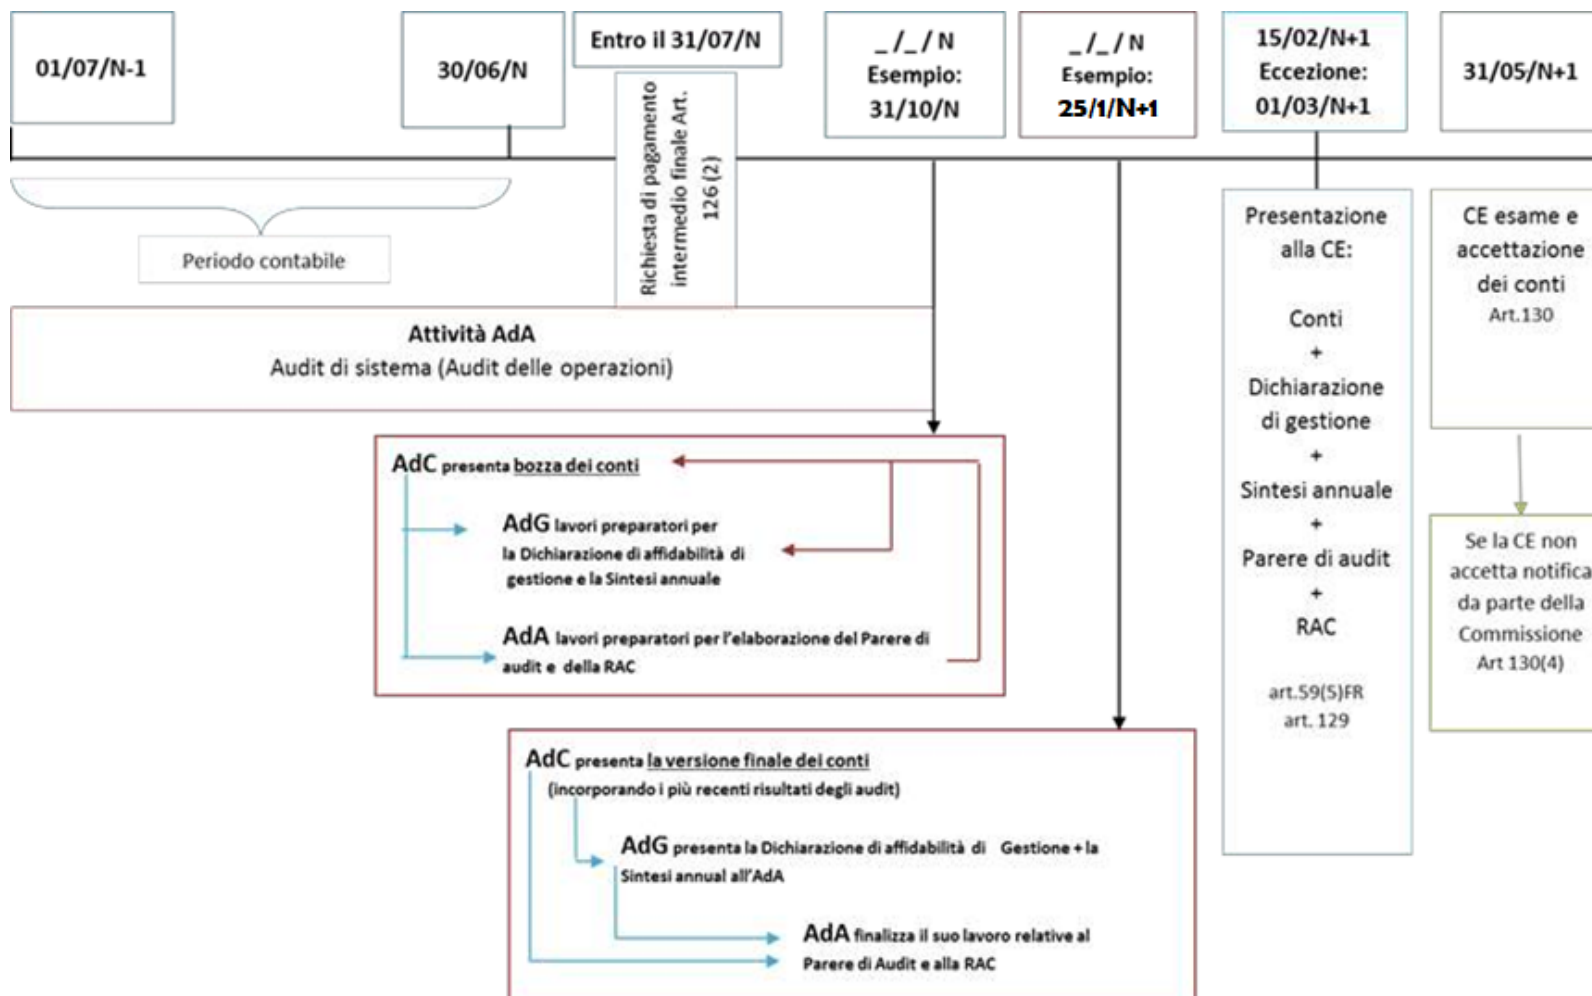 01/07/N-1
30/06/N
Entro il 31/07/N
_ /_ / N
Esempio:
31/10/N
_ /_ / N
Esempio:
25/1/N+1
15/02/N+1
Eccezione:
01/03/N+1
31/05/N+1
Richiesta di pagamento
intermedio finale Art.
126 (2)
Periodo contabile
Attività AdA
Audit di sistema (Audit delle operazioni)
AdC presenta bozza dei conti
AdG lavori preparatori per
la Dichiarazione di affidabilità di
gestione e la Sintesi annuale
AdA lavori preparatori per l'elaborazione del Parere di
audit e della RAC
AdC presenta la versione finale dei conti
(incorporando i più recenti risultati degli audit)
AdG presenta la Dichiarazione di affidabilità di Gestione + la
Sintesi annual all'AdA
AdA finalizza il suo lavoro relative al
Parere di Audit e alla RAC
Presentazione
alla CE:
Conti
+
Dichiarazione
di gestione
+
Sintesi annuale
+
Parere di audit
+
RAC
art.59(5)FR
art. 129
CE esame e
accettazione
dei conti
Art.130
Se la CE non
accetta notifica
da parte della
Commissione
Art 130(4)